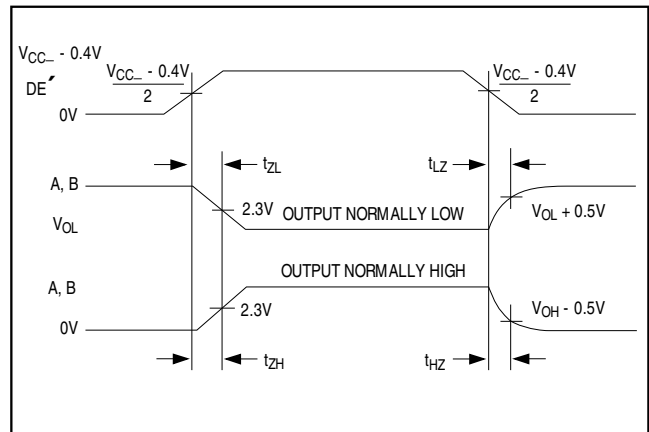 VCC_ - 0.4V
DE´
0V
VCC_ - 0.4V
2
VCC_ - 0.4V
2
tZL
tLZ
A, B
VOL
2.3V
OUTPUT NORMALLY LOW
VOL + 0.5V
OUTPUT NORMALLY HIGH
A, B
0V
2.3V
VOH - 0.5V
tZH
tHZ